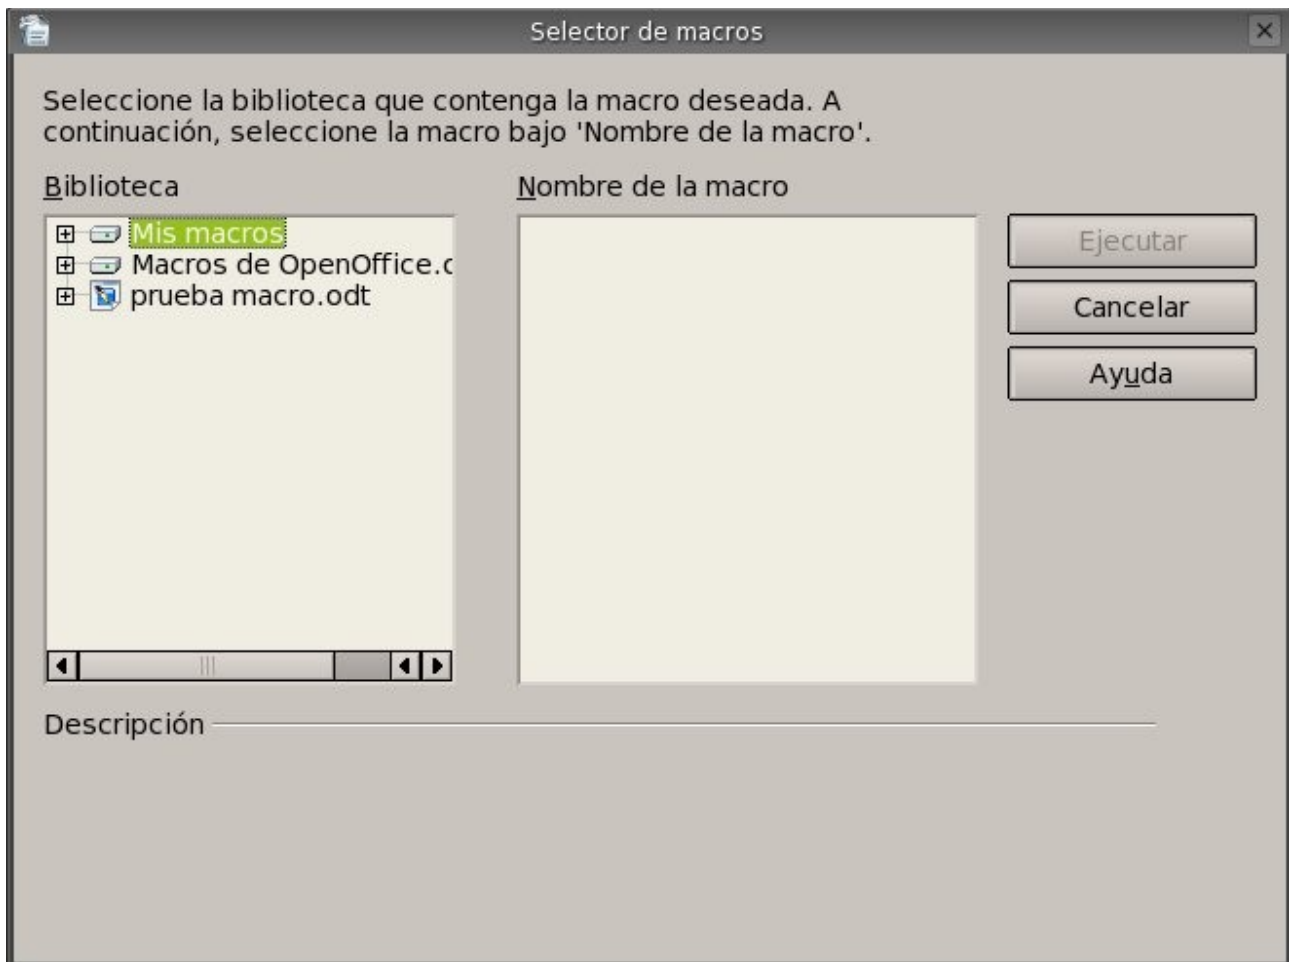 Selector de macros
Seleccione la biblioteca que contenga la macro deseada. A
continuación, seleccione la macro bajo 'Nombre de la macro'.
Biblioteca
Nombre de la macro
Mis macros
Macros de OpenOffice.
prueba macro.odt
Ejecutar
Cancelar
Ayuda
Descripción